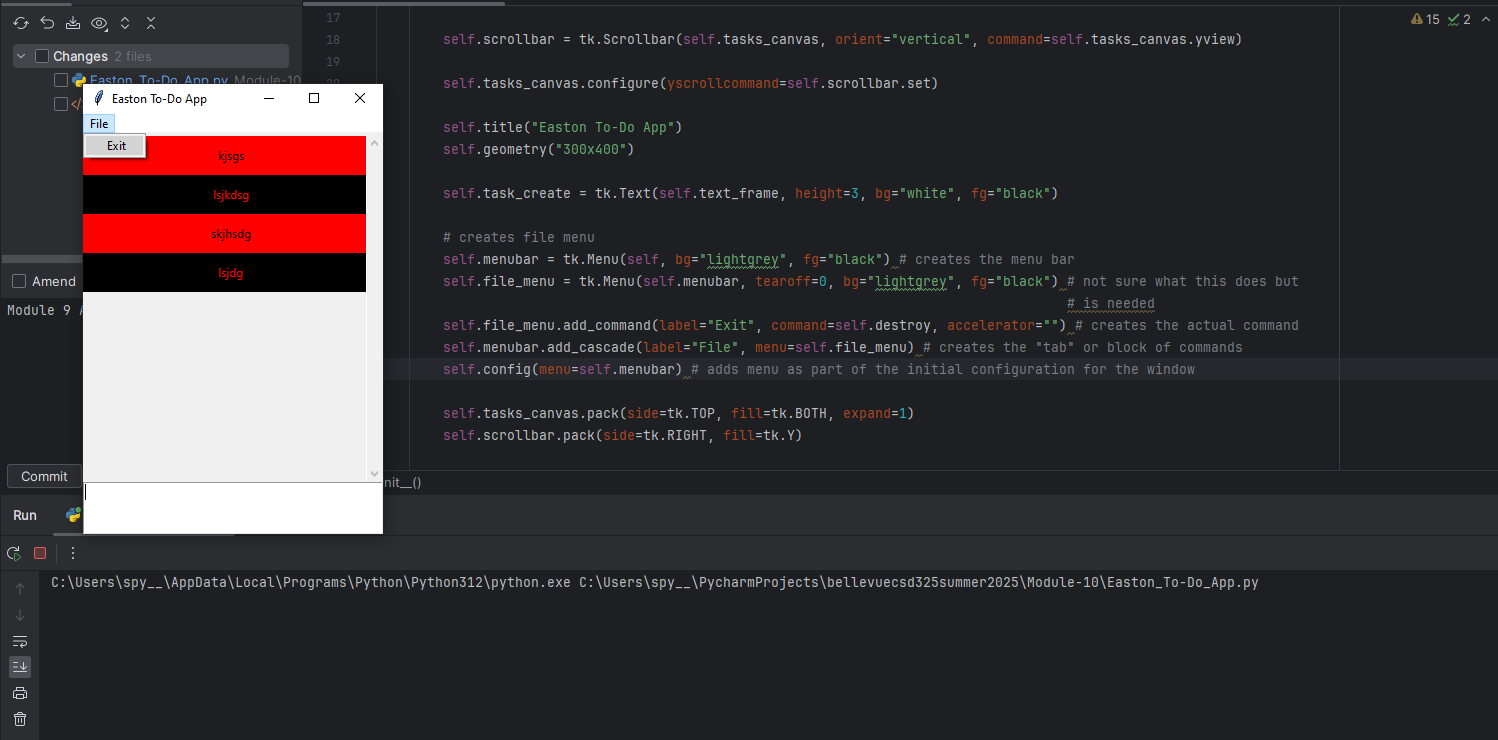 Changes 2 files
Easton_To-Do_App.py Module-10
Easton To-Do App
File
Exit
kjsgs
lsjkdsg
skjhsdg
lsjdg
Amend
Module 9
Commit
17
18
19
self.scrollbar = tk.Scrollbar(self.tasks_canvas, orient="vertical", command=self.tasks_canvas.yview)
self.tasks_canvas.configure(yscrollcommand=self.scrollbar.set)
self.title("Easton To-Do App")
self.geometry("300x400")
self.task_create = tk.Text(self.text_frame, height=3, bg="white", fg="black")
# creates file menu
self.menubar = tk.Menu(self, bg="lightgrey", fg="black") # creates the menu bar
self.file_menu = tk.Menu(self.menubar, tearoff=0, bg="lightgrey", fg="black") # not sure what this does but
# is needed
self.file_menu.add_command(label="Exit", command=self.destroy, accelerator="") # creates the actual command
self.menubar.add_cascade(label="File", menu=self.file_menu) # creates the "tab" or block of commands
self.config(menu=self.menubar) # adds menu as part of the initial configuration for the window
self.tasks_canvas.pack(side=tk.TOP, fill=tk.BOTH, expand=1)
self.scrollbar.pack(side=tk.RIGHT, fill=tk.Y)
15 2
nit__()
Run
C:\Users\spy__\AppData\Local\Programs\Python\Python312\python.exe C:\Users\spy__\PycharmProjects\bellevuecsd325summer2025\Module-10\Easton_To-Do_App.py